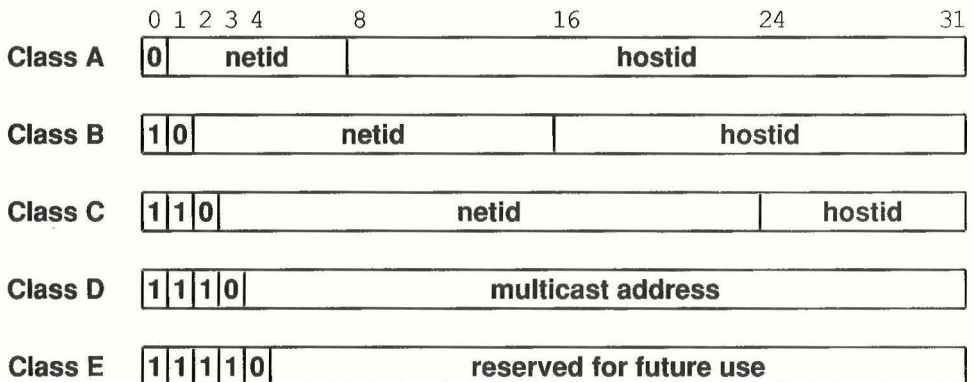 0 1 2 3 4 8 16 24 31
Class A 0 netid hostid
Class B 1 0 netid hostid
Class C 1 1 0 netid hostid
Class D 1 1 1 0 multicast address
Class E 1 1 1 1 0 reserved for future use